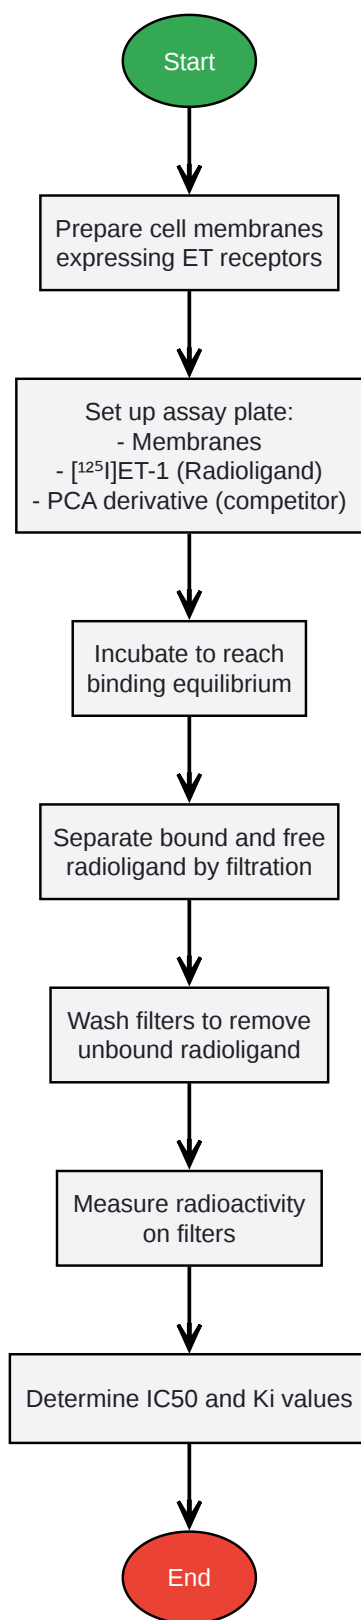 Start
Prepare cell membranes
expressing ET receptors
Set up assay plate:
- Membranes
- [¹²⁵I]ET-1 (Radioligand)
- PCA derivative (competitor)
Incubate to reach
binding equilibrium
Separate bound and free
radioligand by filtration
Wash filters to remove
unbound radioligand
Measure radioactivity
on filters
Determine IC50 and Ki values
End